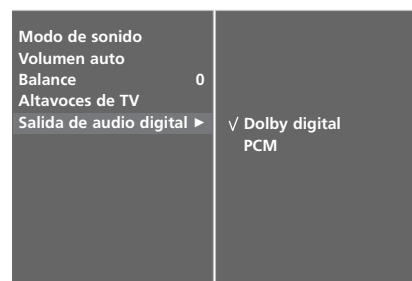 Modo de sonido
Volumen auto
Balance 0
Altavoces de TV
Salida de audio digital ►
√ Dolby digital
PCM